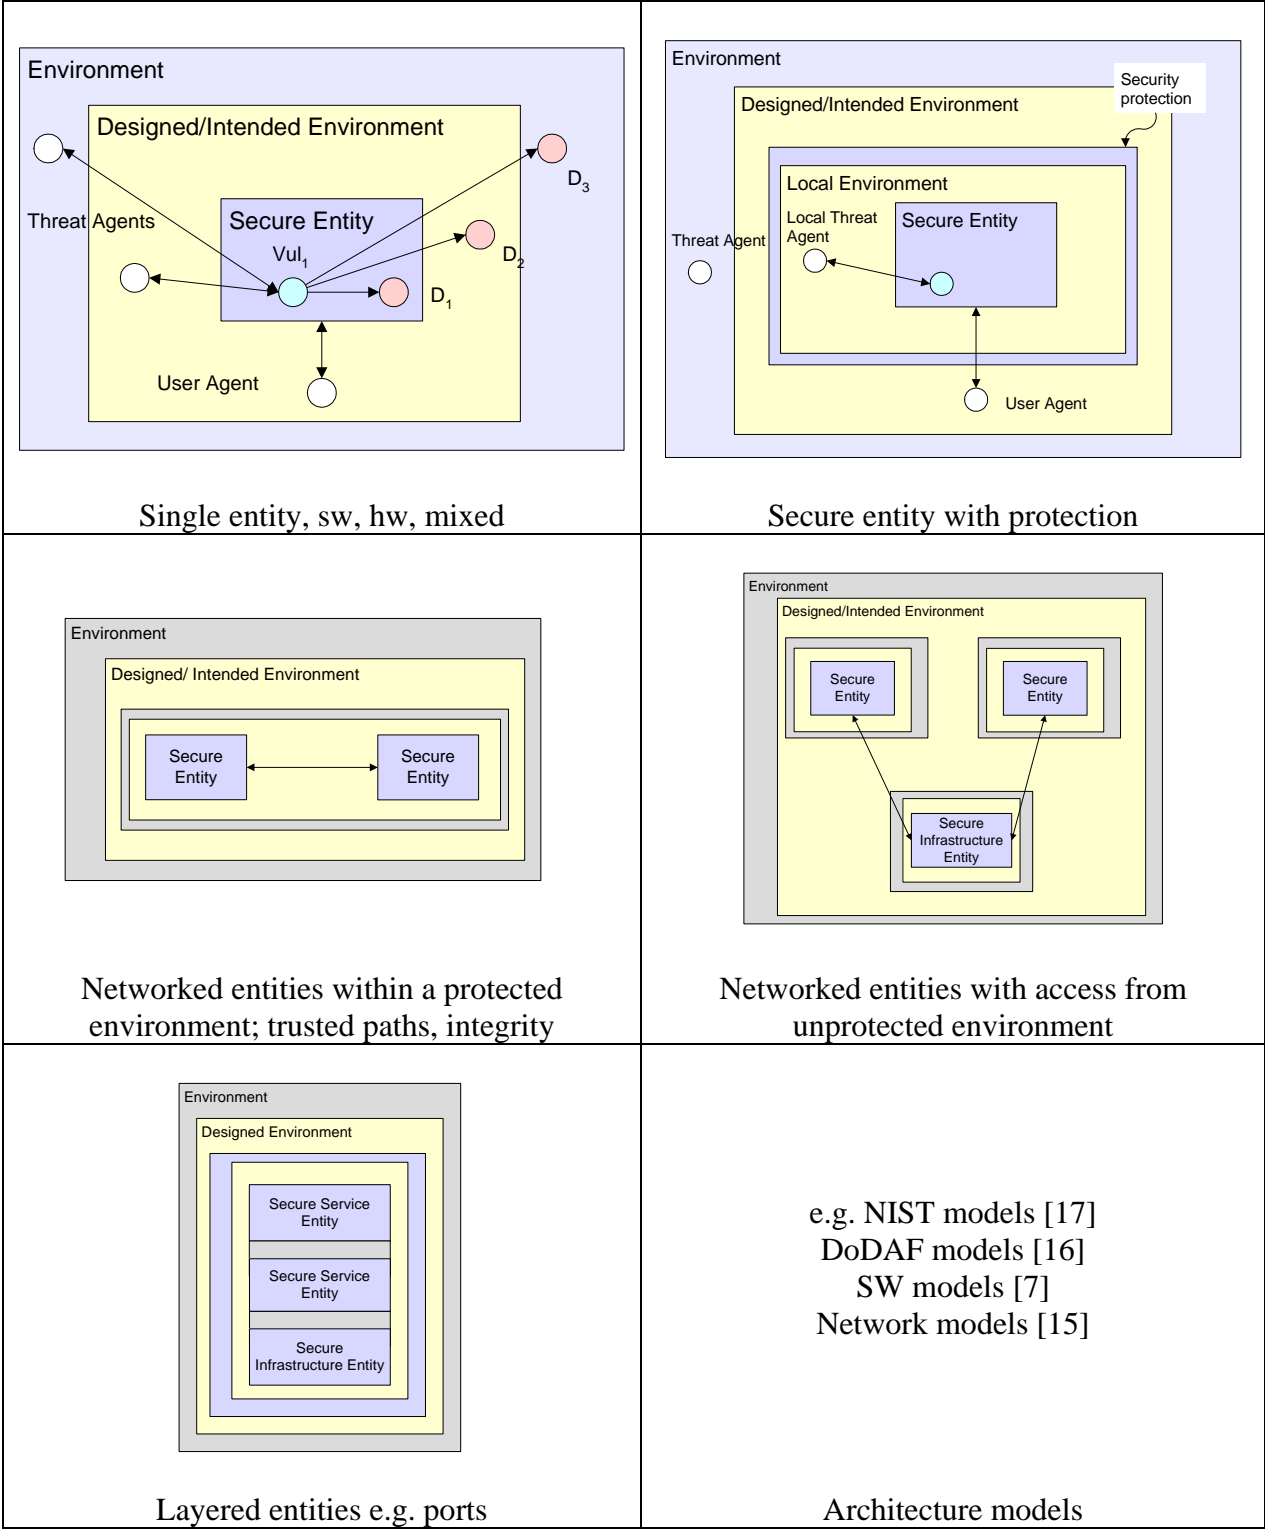 Environment
Designed/Intended Environment
D3
Threat Agents
Secure Entity
Vul1
D2
D1
User Agent
Single entity, sw, hw, mixed
Environment
Security
protection
Designed/Intended Environment
Local Environment
Local Threat
Agent
Secure Entity
Threat Agent
User Agent
Secure entity with protection
Environment
Designed/ Intended Environment
Secure
Entity
Secure
Entity
Networked entities within a protected
environment; trusted paths, integrity
Environment
Designed/Intended Environment
Secure
Entity
Secure
Entity
Secure
Infrastructure
Entity
Networked entities with access from
unprotected environment
Environment
Designed Environment
Secure Service
Entity
Secure Service
Entity
Secure
Infrastructure Entity
Layered entities e.g. ports
e.g. NIST models [17]
DoDAF models [16]
SW models [7]
Network models [15]
Architecture models